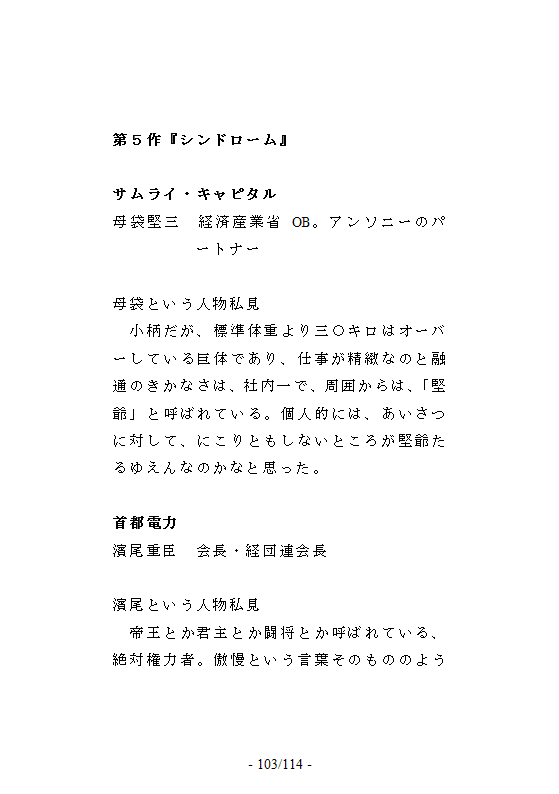 第５作『シンドローム』
サムライ・キャピタル
母袋堅三　経済産業省 OB。アンソニーのパ
ートナー
母袋という人物私見
　小柄だが、標準体重より三〇キロはオーバ
ーしている巨体であり、仕事が精緻なのと融
通のきかなさは、社内一で、周囲からは、「堅
爺」と呼ばれている。個人的には、あいさつ
に対して、にこりともしないところが堅爺た
るゆえんなのかなと思った。
首都電力
濱尾重臣　会長・経団連会長
濱尾という人物私見
　帝王とか君主とか闘将とか呼ばれている、
絶対権力者。傲慢という言葉そのもののよう
- 103/114 -